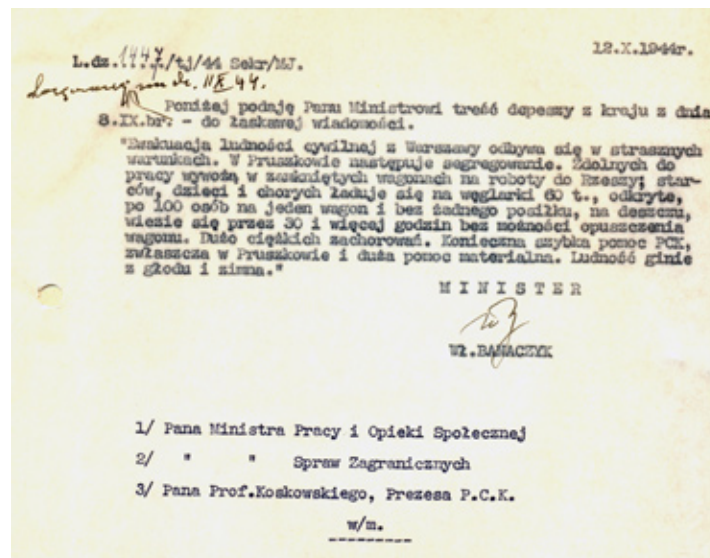 12.X.1944r.
L.dz.1447/tj/44 Sekr/MJ.
dn. 11 X 44.
Poniżej podaję Panu Ministrowi treść depeszy z kraju z dnia
8.IX.br. - do łaskawej wiadomości.
"Ewakuacja ludności cywilnej z Warszawy odbywa się w strasznych
warunkach. W Pruszkowie następuje segregowanie. Zdolnych do
pracy wywożą w zamkniętych wagonach na roboty do Rzeszy; star-
ców, dzieci i chorych ładuje się na węglarki 60 t., odkryte,
po 100 osób na jeden wagon i bez żadnego posiłku, na deszczu,
wiezie się przez 30 i więcej godzin bez możności opuszczenia
wagonu. Dużo ciężkich zachorowań. Konieczna szybka pomoc PCK,
zwłaszcza w Pruszkowie i duża pomoc materialna. Ludność ginie
z głodu i zimna."
M I N I S T E R
Wł.BANACZYK
1/ Pana Ministra Pracy i Opieki Społecznej
2/ " " Spraw Zagranicznych
3/ Pana Prof.Koskowskiego, Prezesa P.C.K.
w/m.